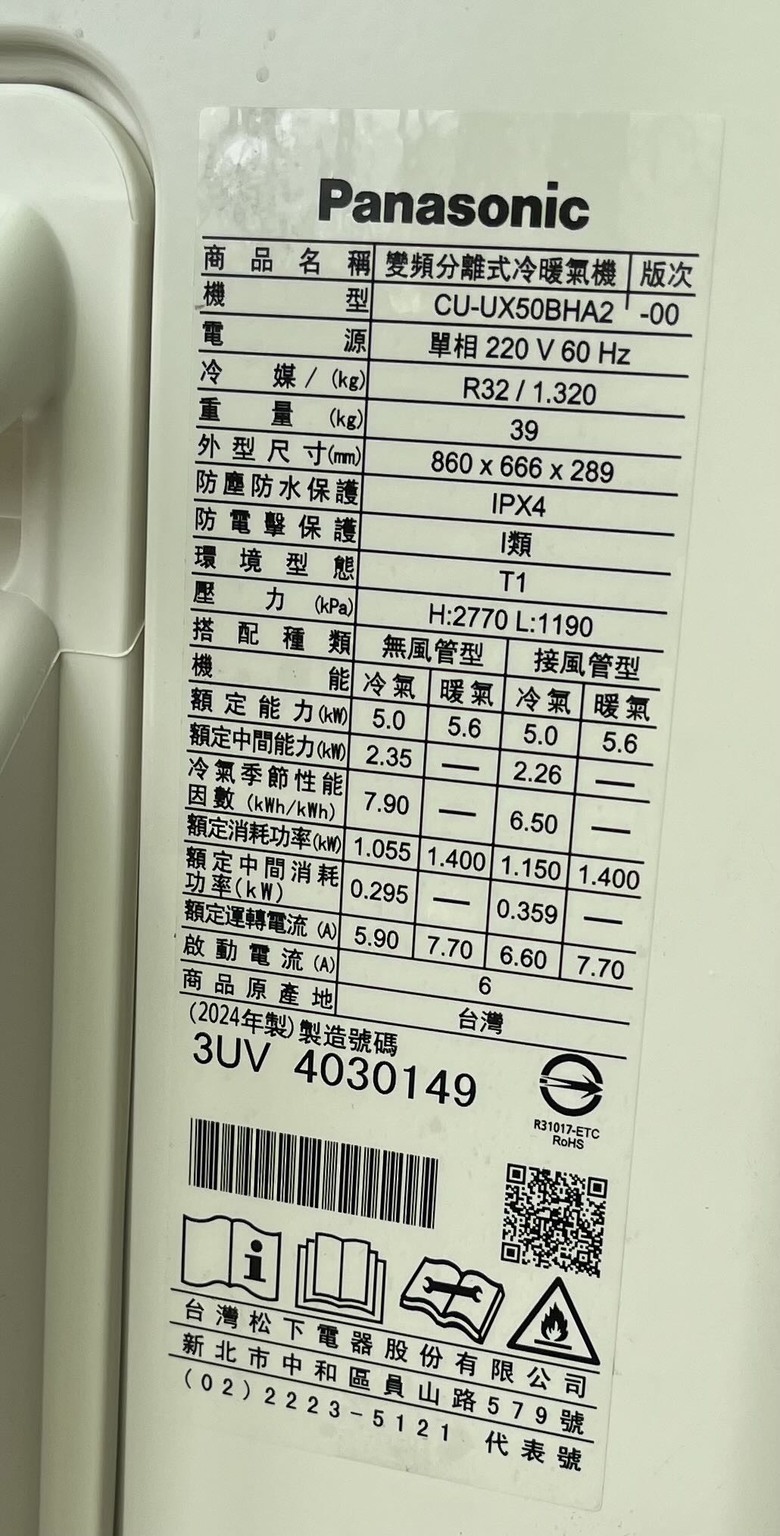 Panasonic
商品名稱 變頻分離式冷暖氣機 版次
機型 CU-UX50BHA2 -00
電源 單相 220 V 60 Hz
冷媒/(kg) R32 / 1.320
重量(kg) 39
外型尺寸(mm) 860 x 666 x 289
防塵防水保護 IPX4
防電擊保護 I類
環境型態 T1
壓力(kPa) H:2770 L:1190
搭配種類 無風管型 接風管型
機能 冷氣 暖氣 冷氣 暖氣
額定能力(kW) 5.0 5.6 5.0 5.6
額定中間能力(kW) 2.35 — 2.26 —
冷氣季節性能
因數(kWh/kWh) 7.90 — 6.50 —
額定消耗功率(kW) 1.055 1.400 1.150 1.400
額定中間消耗
功率(kW) 0.295 — 0.359 —
額定運轉電流(A) 5.90 7.70 6.60 7.70
啟動電流(A) 6
商品原產地 台灣
(2024年製)製造號碼
3UV 4030149
R31017-ETC
RoHS
台灣松下電器股份有限公司
新北市中和區員山路579號
(02)2223-5121 代表號